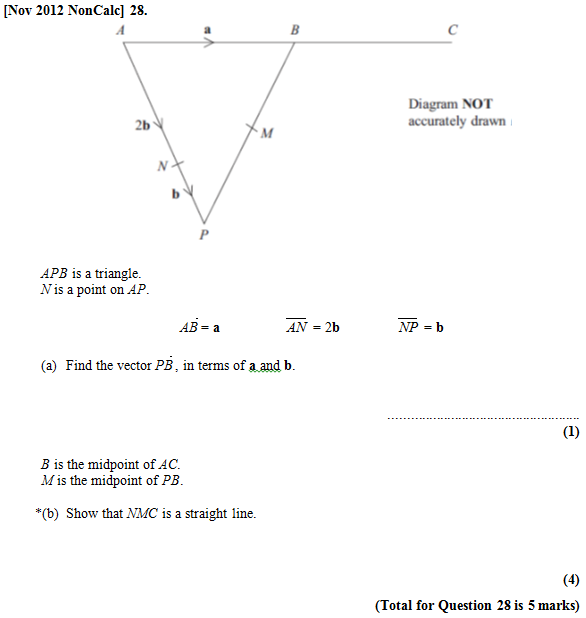 [Nov 2012 NonCalc] 28.
A a B C
Diagram NOT
accurately drawn
2b
M
N
b
P
APB is a triangle.
N is a point on AP.
AB = a AN = 2b NP = b
(a) Find the vector PB, in terms of a and b.
(1)
B is the midpoint of AC.
M is the midpoint of PB.
*(b) Show that NMC is a straight line.
(4)
(Total for Question 28 is 5 marks)